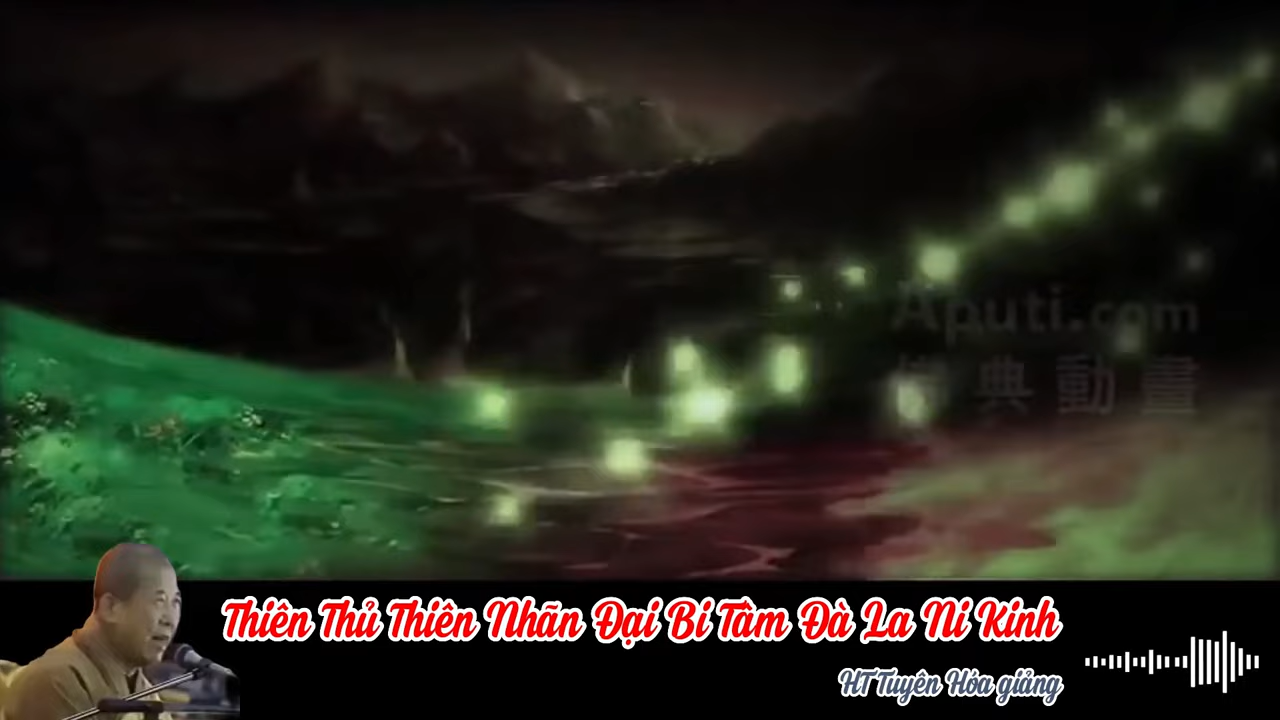 Aputi.com
典動畫
Thiên Thủ Thiên Nhãn Đại Bi Tâm Đà La Ni Kinh
HT Tuyên Hóa giảng